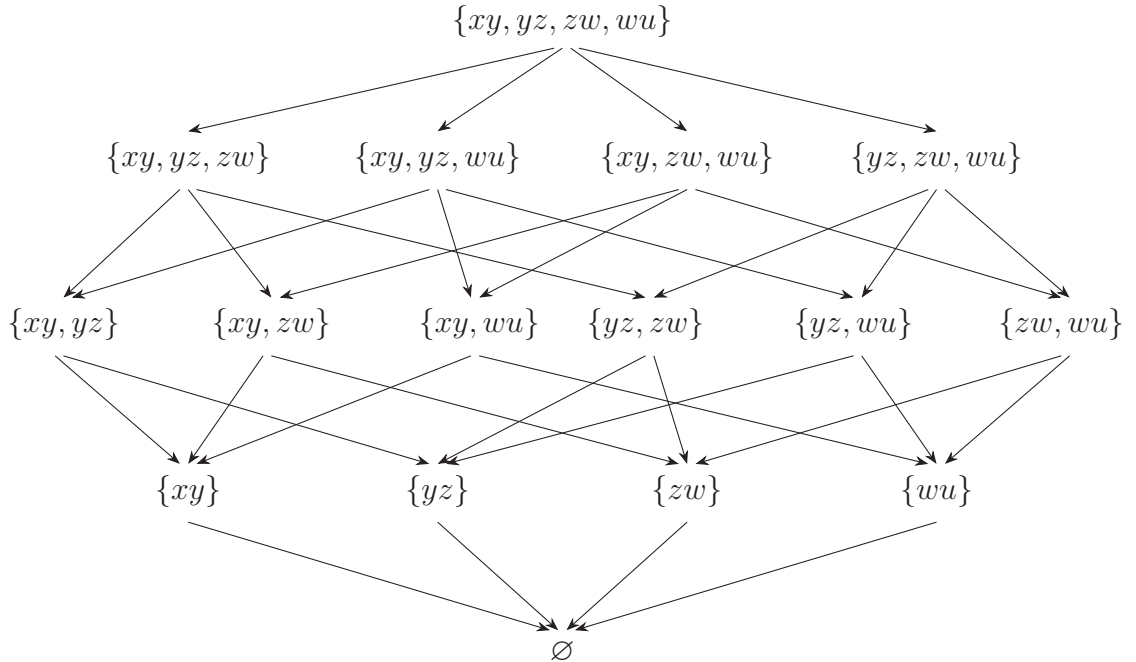 {xy, yz, zw, wu}
{xy, yz, zw} {xy, yz, wu} {xy, zw, wu} {yz, zw, wu}
{xy, yz} {xy, zw} {xy, wu} {yz, zw} {yz, wu} {zw, wu}
{xy} {yz} {zw} {wu}
∅